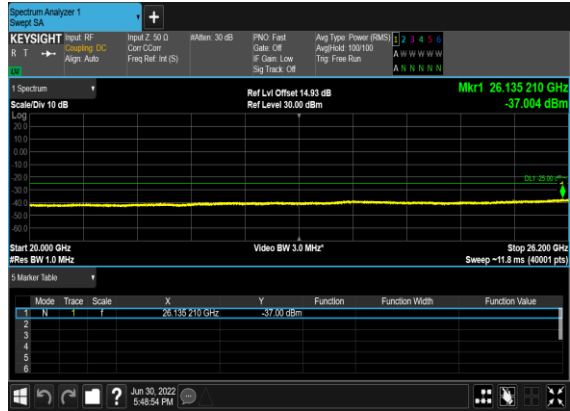 Spectrum Analyzer 1
Swept SA
+
KEYSIGHT Input: RF Input Z: 50 Ω #Atten: 30 dB PNO: Fast Avg Type: Power (RMS) 1 2 3 4 5 6
R T Coupling: DC Corr CCorr Gate: Off Avg|Hold: 100/100 A W W W W W
Align: Auto Freq Ref: Int (S) IF Gain: Low Trig: Free Run
Sig Track: Off A N N N N N
1 Spectrum
Ref Lvl Offset 14.93 dB Mkr1 26.135 210 GHz
Scale/Div 10 dB Ref Level 30.00 dBm -37.004 dBm
Log
20.0
10.0
0.00
-10.0
-20.0
DL1 -25.00
-30.0
-40.0
-50.0
-60.0
Start 20.000 GHz Video BW 3.0 MHz* Stop 26.200 GHz
#Res BW 1.0 MHz Sweep ~11.8 ms (40001 pts)
5 Marker Table
Mode Trace Scale X Y Function Function Width Function Value
1 N 1 f 26.135 210 GHz -37.00 dBm
2
3
4
5
6
? Jun 30, 2022
5:48:54 PM